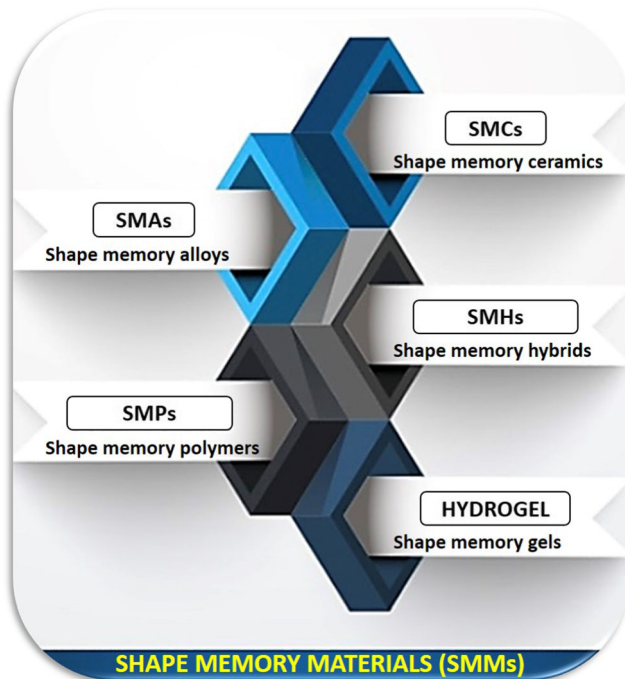 SMCs
Shape memory ceramics
SMAs
Shape memory alloys
SMHs
Shape memory hybrids
SMPs
Shape memory polymers
HYDROGEL
Shape memory gels
SHAPE MEMORY MATERIALS (SMMs)